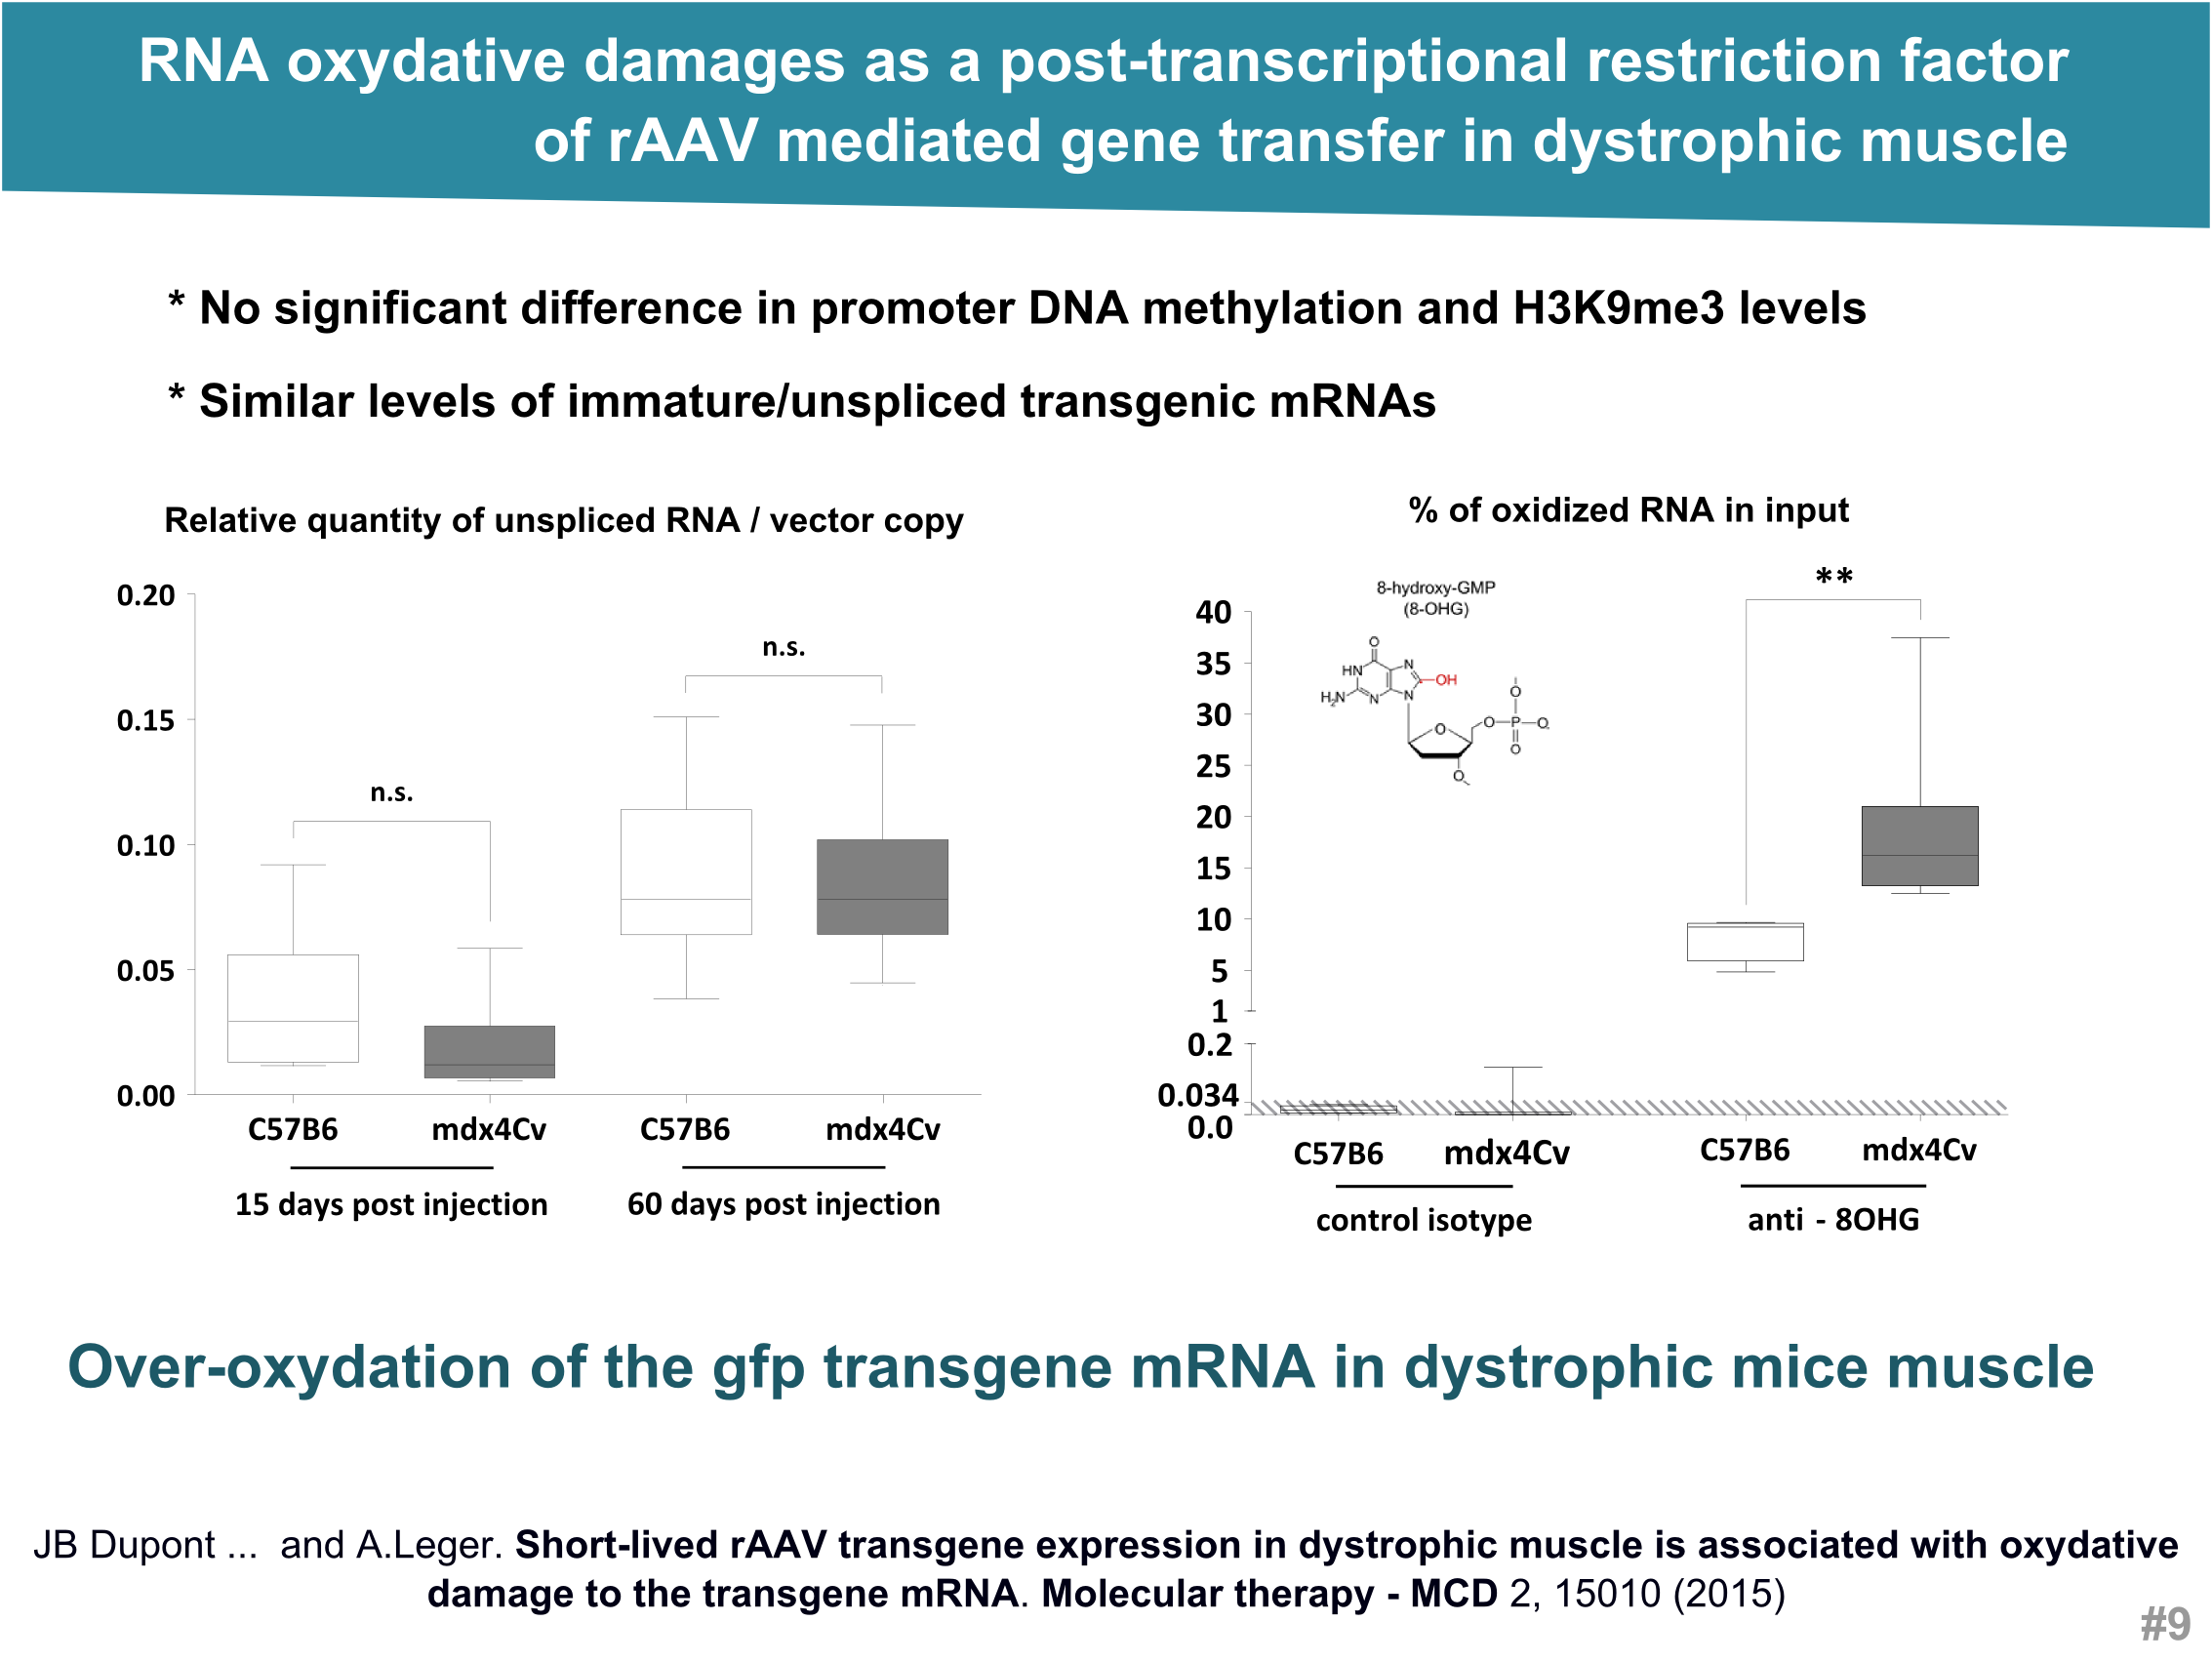 RNA oxydative damages as a post-transcriptional restriction factor
of rAAV mediated gene transfer in dystrophic muscle
* No significant difference in promoter DNA methylation and H3K9me3 levels
* Similar levels of immature/unspliced transgenic mRNAs
Relative quantity of unspliced RNA / vector copy
0.20
0.15
0.10
0.05
0.00
n.s.
n.s.
C57B6 mdx4Cv C57B6 mdx4Cv
15 days post injection 60 days post injection
% of oxidized RNA in input
8-hydroxy-GMP
(8-OHG)
O
HN
N
OH
H2N
N
N
O
O
O
P
O
O
O
**
40
35
30
25
20
15
10
5
1
0.2
0.034
0.0
C57B6 mdx4Cv C57B6 mdx4Cv
control isotype anti - 8OHG
Over-oxydation of the gfp transgene mRNA in dystrophic mice muscle
JB Dupont ... and A.Leger. Short-lived rAAV transgene expression in dystrophic muscle is associated with oxydative
damage to the transgene mRNA. Molecular therapy - MCD 2, 15010 (2015)
#9